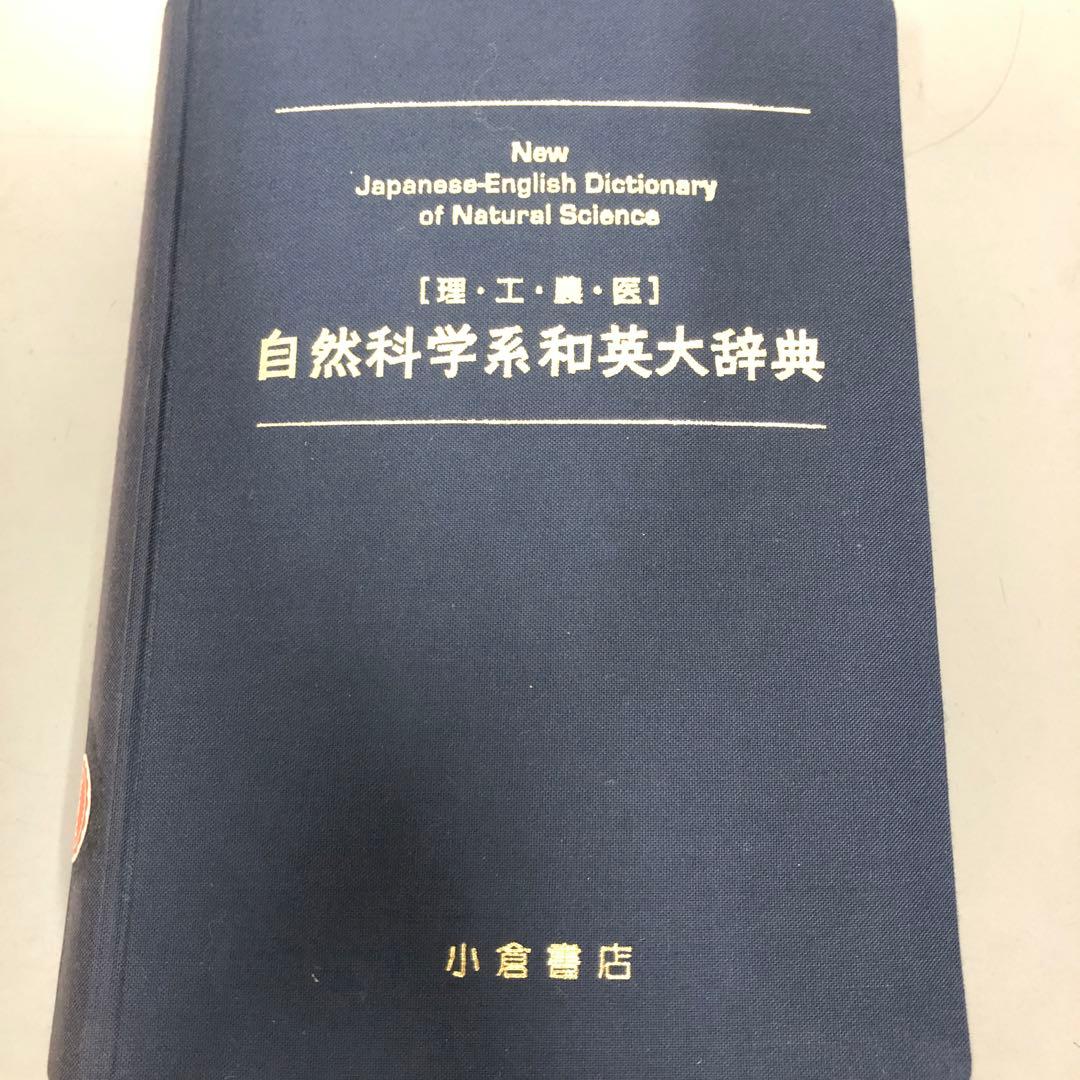 New
Japanese-English Dictionary
of Natural Science
[理・工・農・医]
自然科学系和英大辞典
小倉書店